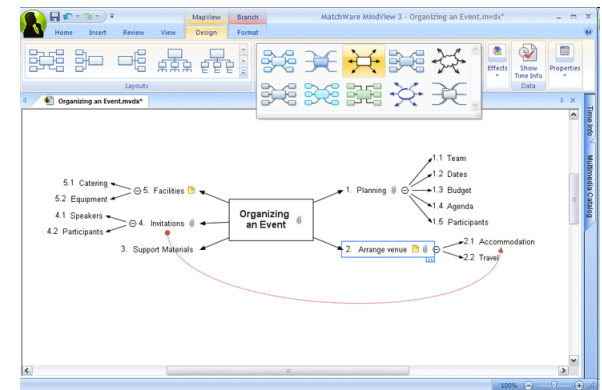 MapView Branch MatchWare MindView 3 - Organizing an Event.mvdx*
Home Insert Review View Design Format
Layouts
Effects Show Time Info Properties
Data
Organizing an Event.mvdx*
Time info
Multimedia Catalog
Organizing
an Event
1. Planning
1.1 Team
1.2 Dates
1.3 Budget
1.4 Agenda
1.5 Participants
2. Arrange venue
2.1 Accommodation
2.2 Travel
3. Support Materials
4. Invitations
4.1 Speakers
4.2 Participants
5. Facilities
5.1 Catering
5.2 Equipment
100%